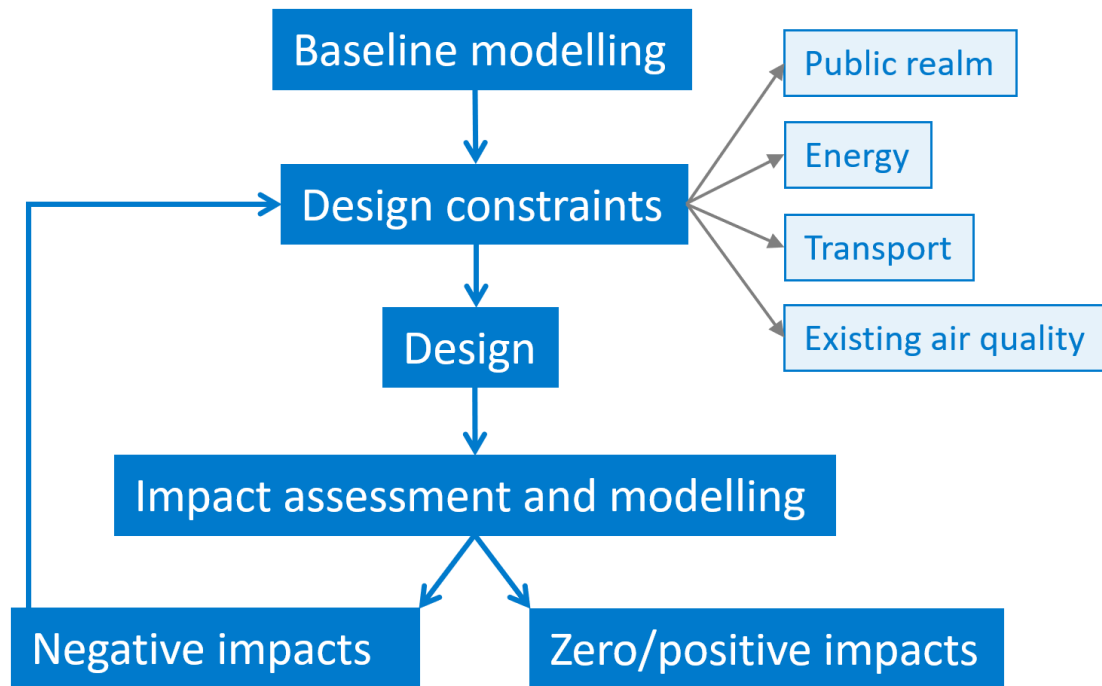 Baseline modelling
Public realm
Energy
Design constraints
Transport
Existing air quality
Design
Impact assessment and modelling
Negative impacts
Zero/positive impacts